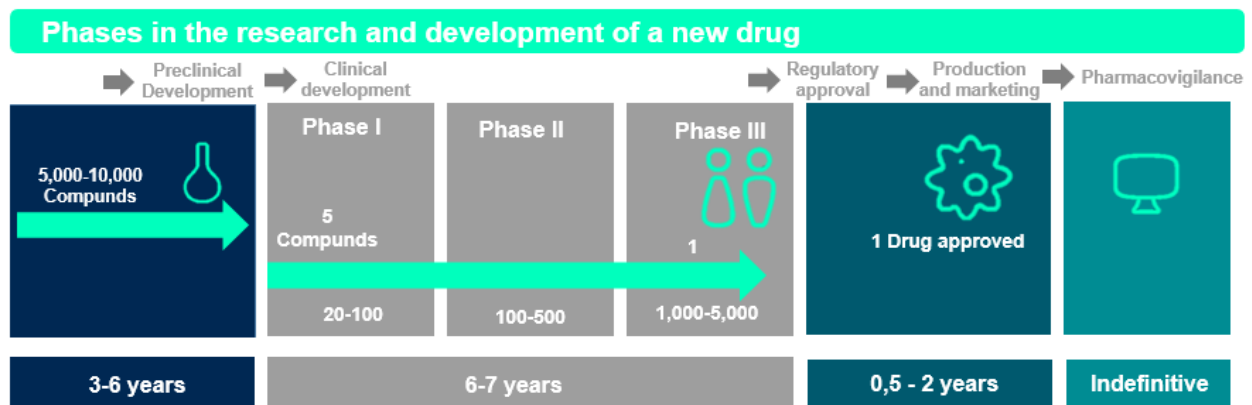 Phases in the research and development of a new drug
Preclinical
Development
Clinical
development
Regulatory
approval
Production
and marketing
Pharmacovigilance
5,000-10,000
Compunds
Phase I
5
Compunds
20-100
Phase II
100-500
Phase III
1
1,000-5,000
1 Drug approved
3-6 years
6-7 years
0,5 - 2 years
Indefinitive